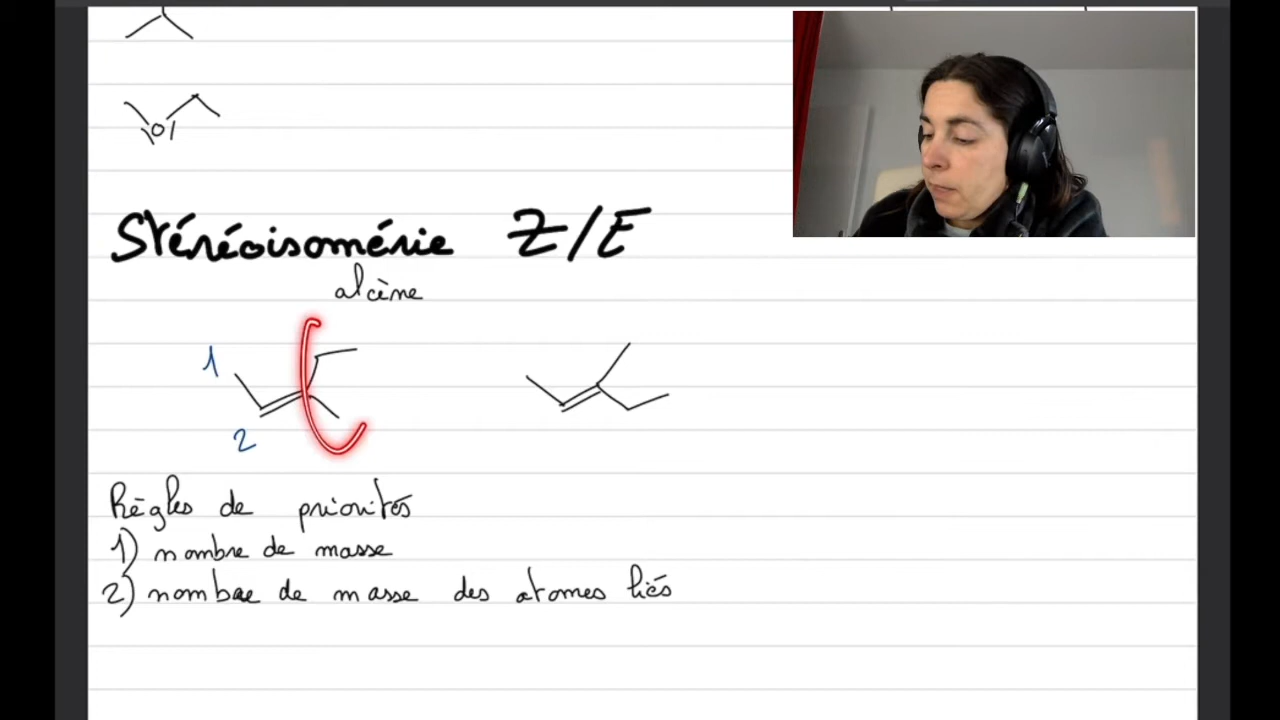 \O/
Stéréoisomérie Z/E
alcène
1
2
Règles de priorités
1) nombre de masse
2) nombre de masse des atomes liés